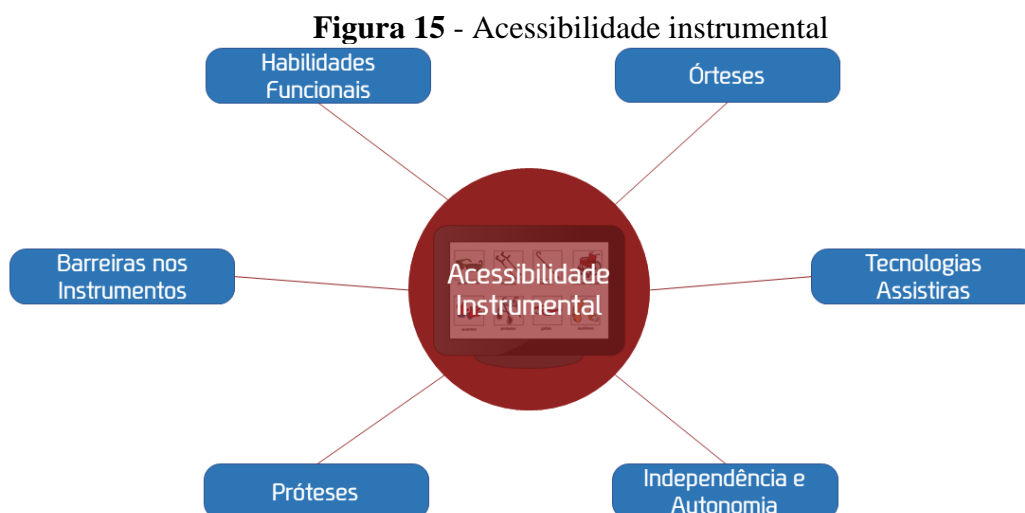 Figura 15 - Acessibilidade instrumental
Habilidades
Funcionais
Órteses
Barreiras nos
Instrumentos
Acessibilidade
Instrumental
Tecnologias
Assistiras
Próteses
Independência e
Autonomia